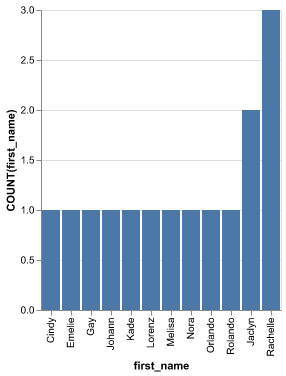 3.0
2.5
2.0
1.5
1.0
0.5
0.0
COUNT(first_name)
Cindy
Emelie
Gay
Johann
Kade
Lorenz
Melisa
Nora
Orlando
Rolando
Jaclyn
Rachelle
first_name